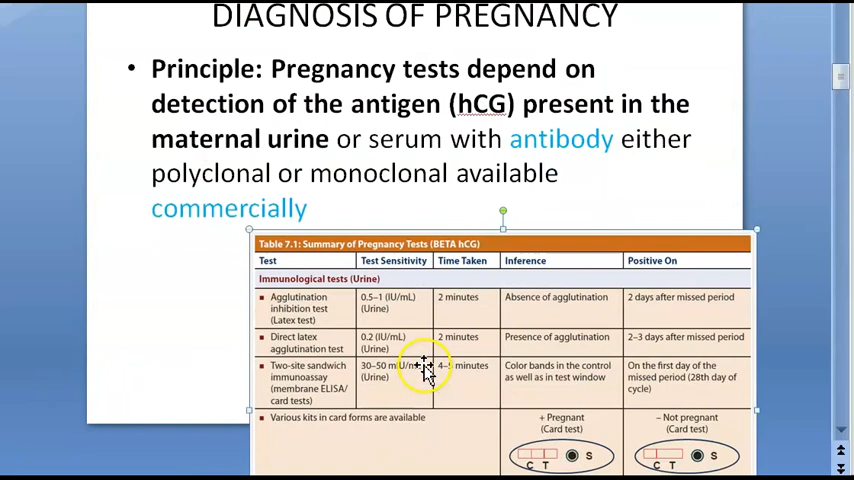 DIAGNOSIS OF PREGNANCY
• Principle: Pregnancy tests depend on
detection of the antigen (hCG) present in the
maternal urine or serum with antibody either
polyclonal or monoclonal available
commercially
Table 7.1: Summary of Pregnancy Tests (BETA hCG)
Test Test Sensitivity Time Taken Inference Positive On
Immunological tests (Urine)
Agglutination
inhibition test
(Latex test)
0.5–1 (IU/mL)
(Urine)
2 minutes
Absence of agglutination
2 days after missed period
Direct latex
agglutination test
0.2 (IU/mL)
(Urine)
2 minutes
Presence of agglutination
2–3 days after missed period
Two-site sandwich
immunoassay
(membrane ELISA/
card tests)
30–50
(Urine)
minutes
Color bands in the control
as well as in test window
On the first day of the
missed period (28th day of
cycle)
Various kits in card forms are available
+ Pregnant
(Card test)
C T S
– Not pregnant
(Card test)
C T S